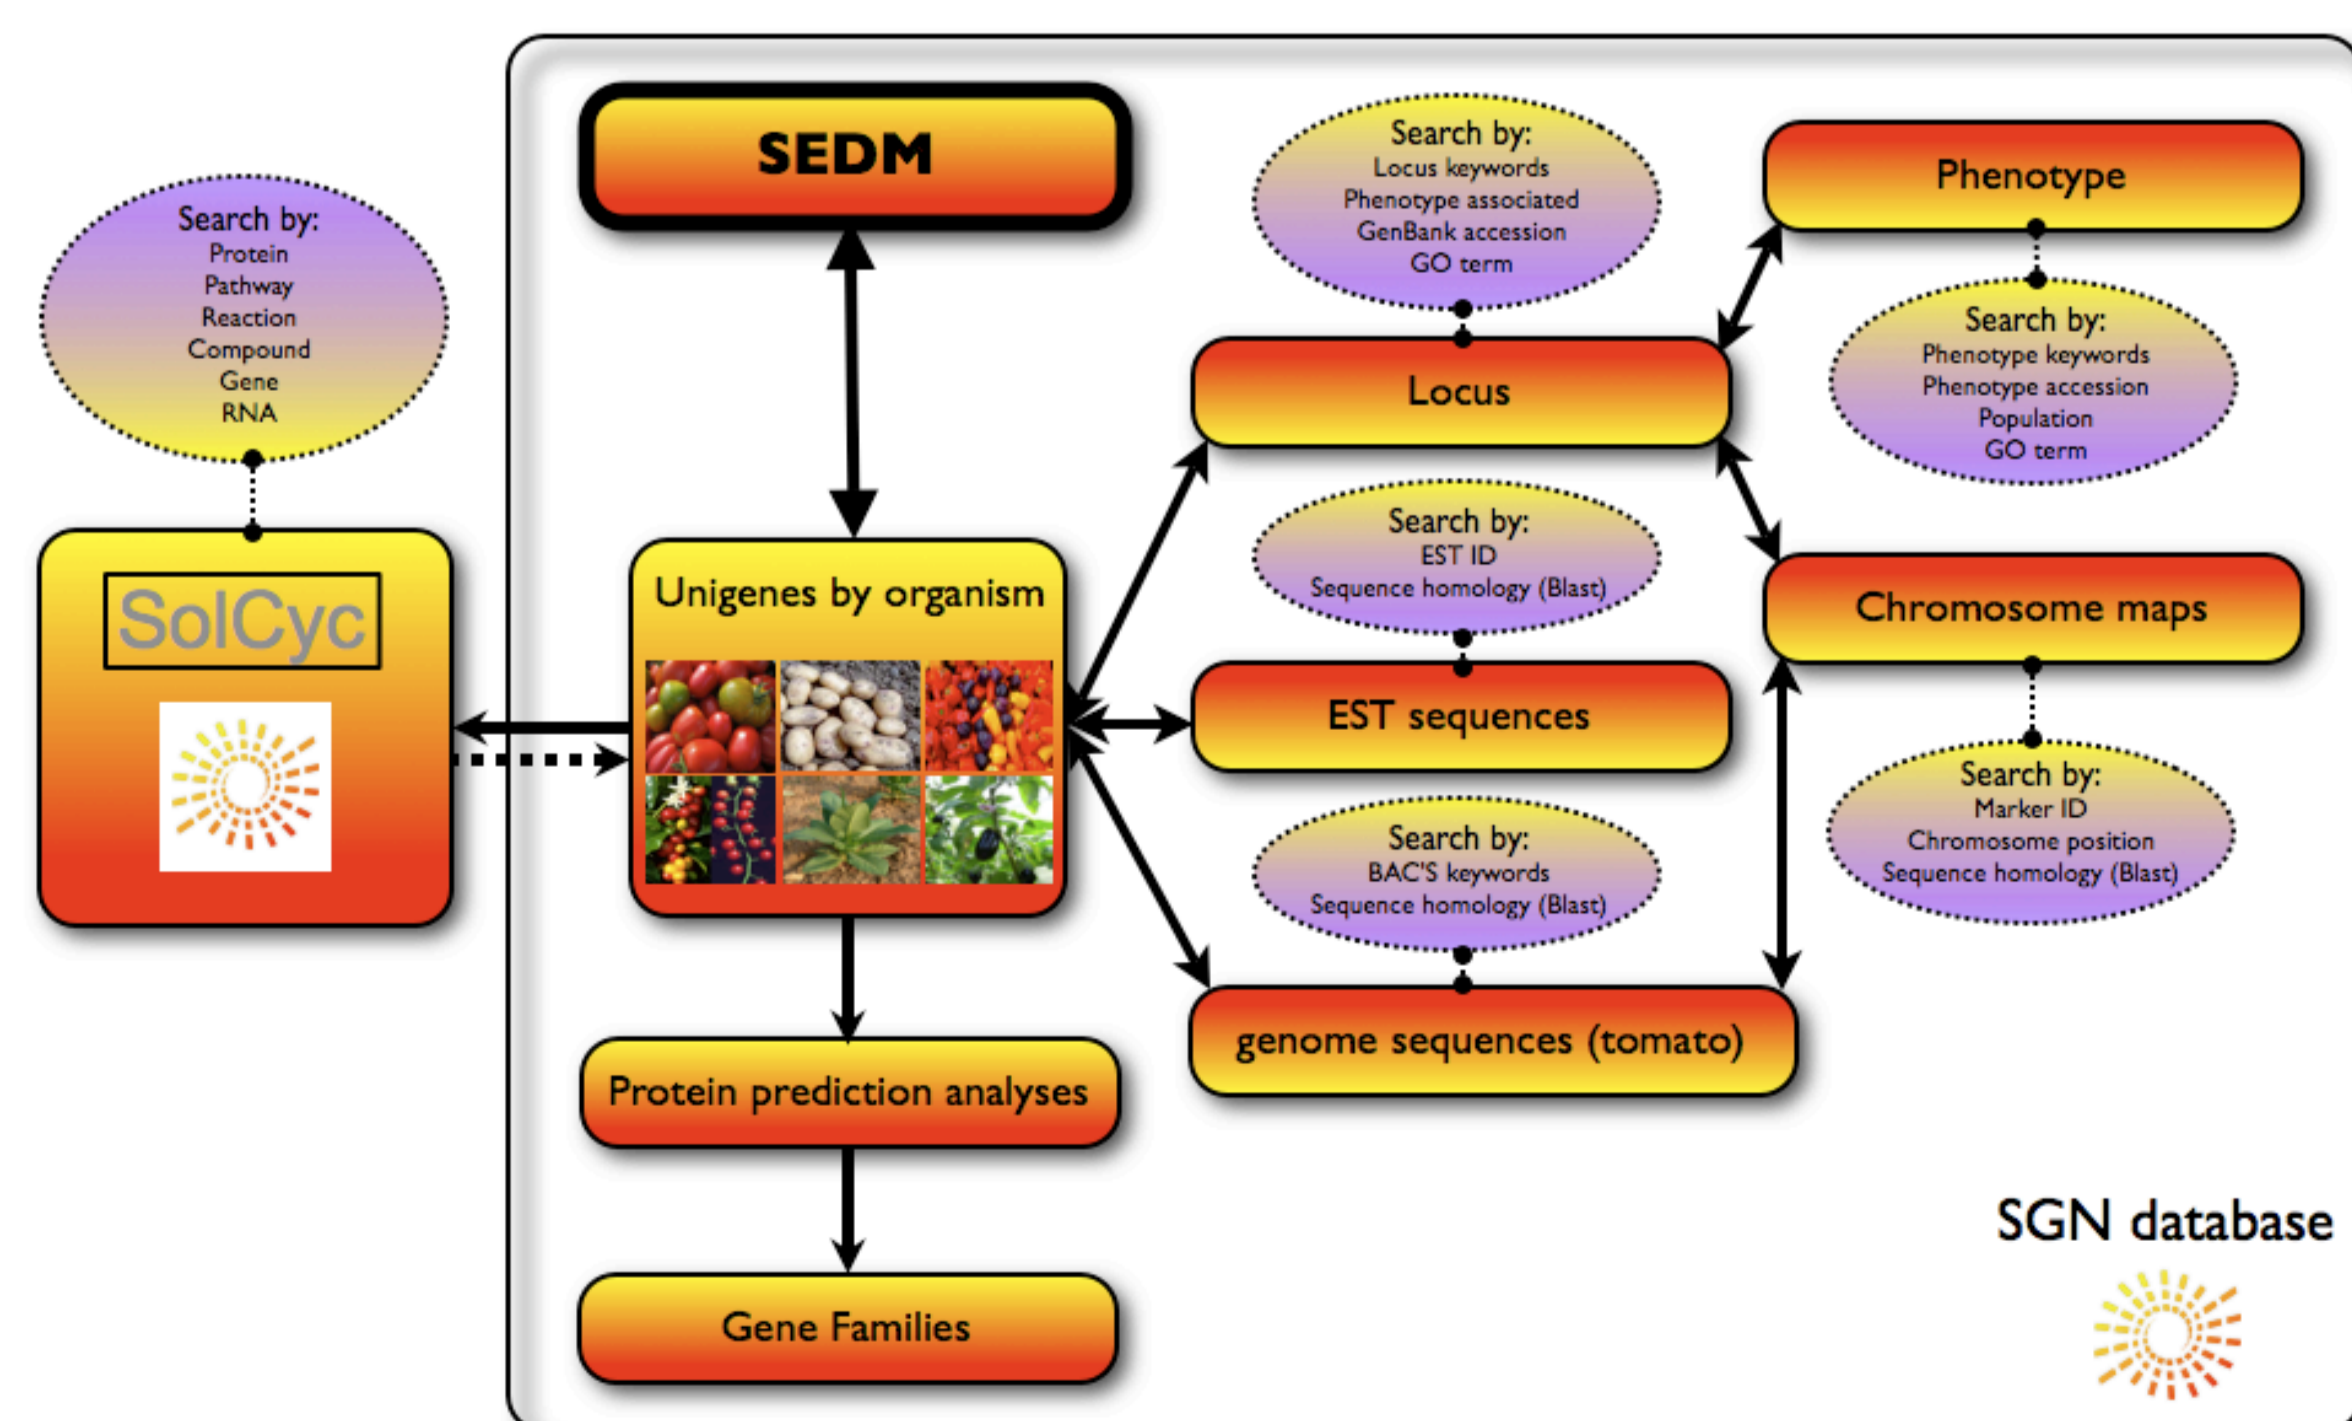 SEDM
Search by:
Locus keywords
Phenotype associated
GenBank accession
GO term
Phenotype
Search by:
Protein
Pathway
Reaction
Compound
Gene
RNA
Search by:
Phenotype keywords
Phenotype accession
Population
GO term
Locus
Search by:
EST ID
Sequence homology (Blast)
SolCyc
Unigenes by organism
Chromosome maps
EST sequences
Search by:
Marker ID
Chromosome position
Sequence homology (Blast)
Search by:
BAC'S keywords
Sequence homology (Blast)
genome sequences (tomato)
Protein prediction analyses
Gene Families
SGN database